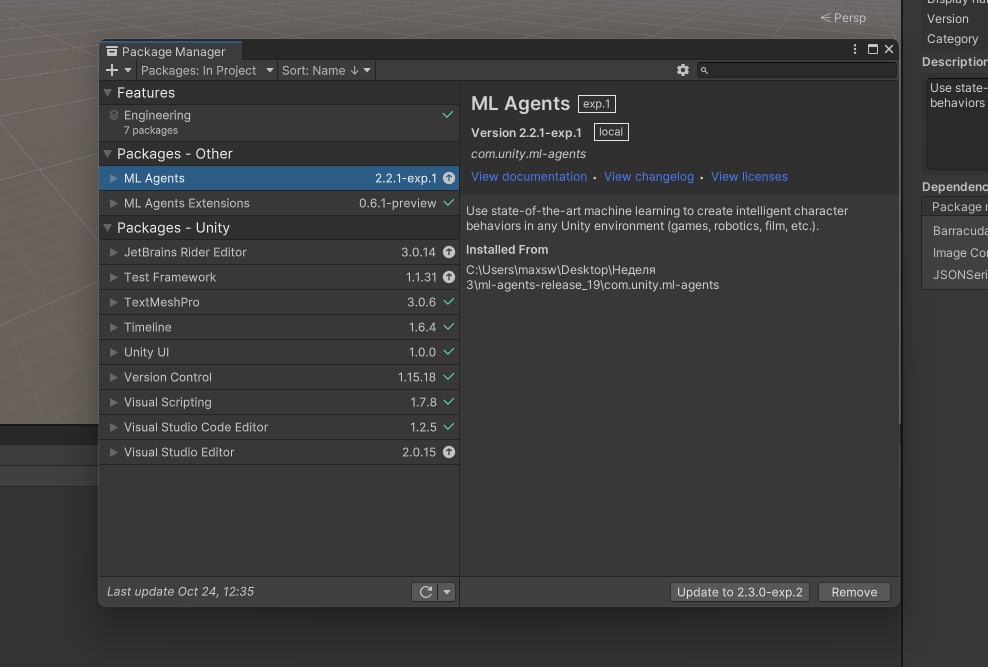 Persp
Package Manager
Packages: In Project
Sort: Name ↓
Features
Engineering
7 packages
Packages - Other
ML Agents 2.2.1-exp.1
ML Agents Extensions 0.6.1-preview
Packages - Unity
JetBrains Rider Editor 3.0.14
Test Framework 1.1.31
TextMeshPro 3.0.6
Timeline 1.6.4
Unity UI 1.0.0
Version Control 1.15.18
Visual Scripting 1.7.8
Visual Studio Code Editor 1.2.5
Visual Studio Editor 2.0.15
Last update Oct 24, 12:35
ML Agents exp.1
Version 2.2.1-exp.1 local
com.unity.ml-agents
View documentation • View changelog • View licenses
Use state-of-the-art machine learning to create intelligent character
behaviors in any Unity environment (games, robotics, film, etc.).
Installed From
C:\Users\maxsw\Desktop\Неделя
3\ml-agents-release_19\com.unity.ml-agents
Update to 2.3.0-exp.2
Remove
Version
Category
Description
Use state-
behaviors
Dependenc
Package
Barracuda
Image Co
JSONSeri